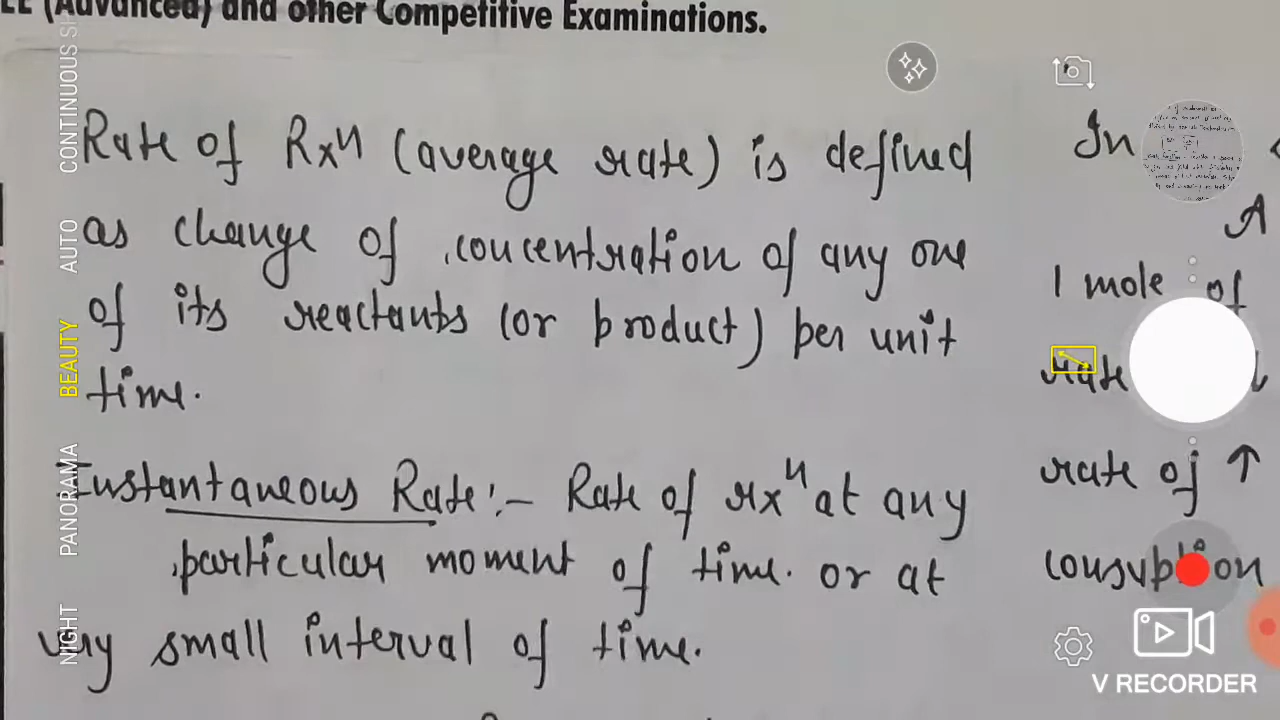 LE (Advanced) and other Competitive Examinations.
Rate of Rxⁿ (average rate) is defined
as change of concentration of any one
of its reactants (or product) per unit
time.
Instantaneous Rate:- Rate of rxⁿ at any
particular moment of time. or at
very small interval of time.
In
A
1 mole of
rate
rate of ↑
consubtion
CONTINUOUS
AUTO
BEAUTY
PANORAMA
NIGHT
V RECORDER